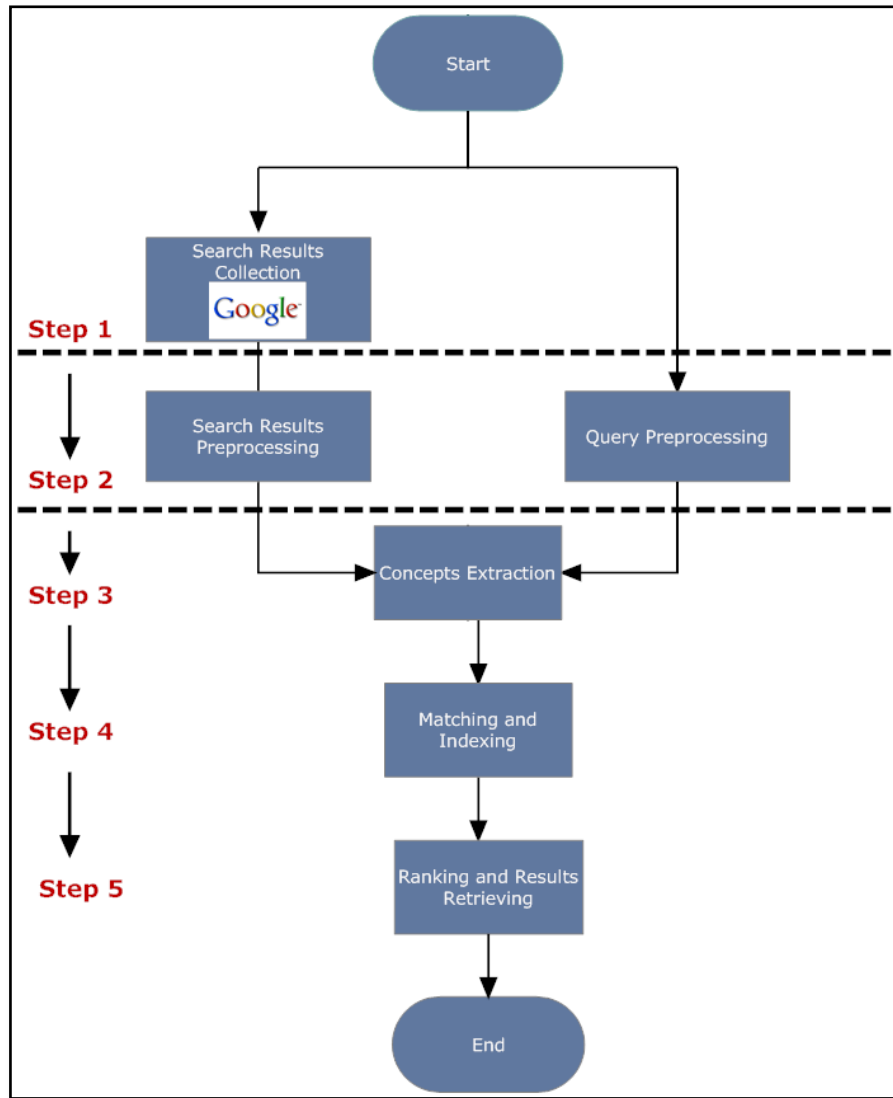 Start
Search Results
Collection
Google
Step 1
Search Results
Preprocessing
Query Preprocessing
Step 2
Concepts Extraction
Step 3
Matching and
Indexing
Step 4
Ranking and Results
Retrieving
Step 5
End